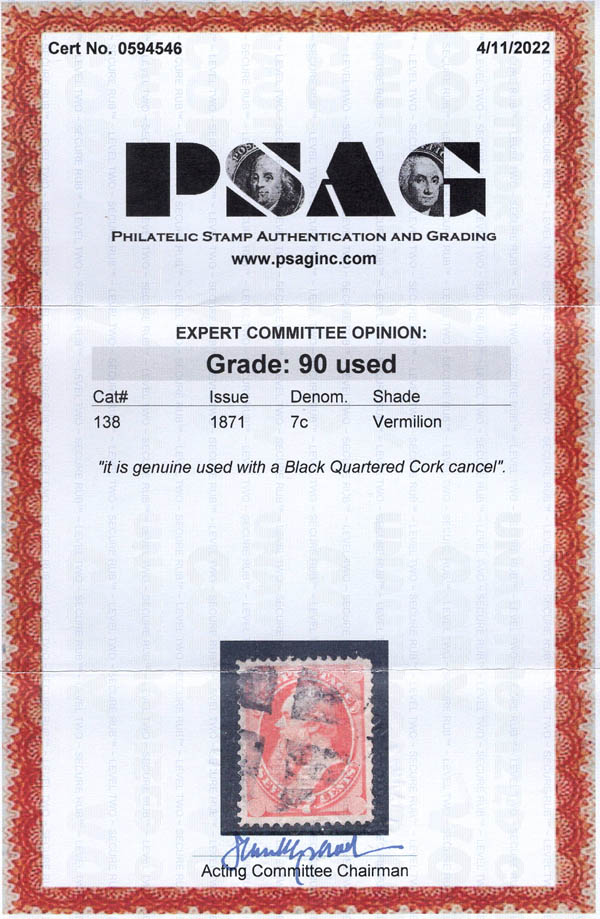 Cert No. 0594546 4/11/2022
PSAG
PHILATELIC STAMP AUTHENTICATION AND GRADING
www.psaginc.com
EXPERT COMMITTEE OPINION:
Grade: 90 used
Cat# Issue Denom. Shade
138 1871 7c Vermilion
"it is genuine used with a Black Quartered Cork cancel".
CENTS
Acting Committee Chairman